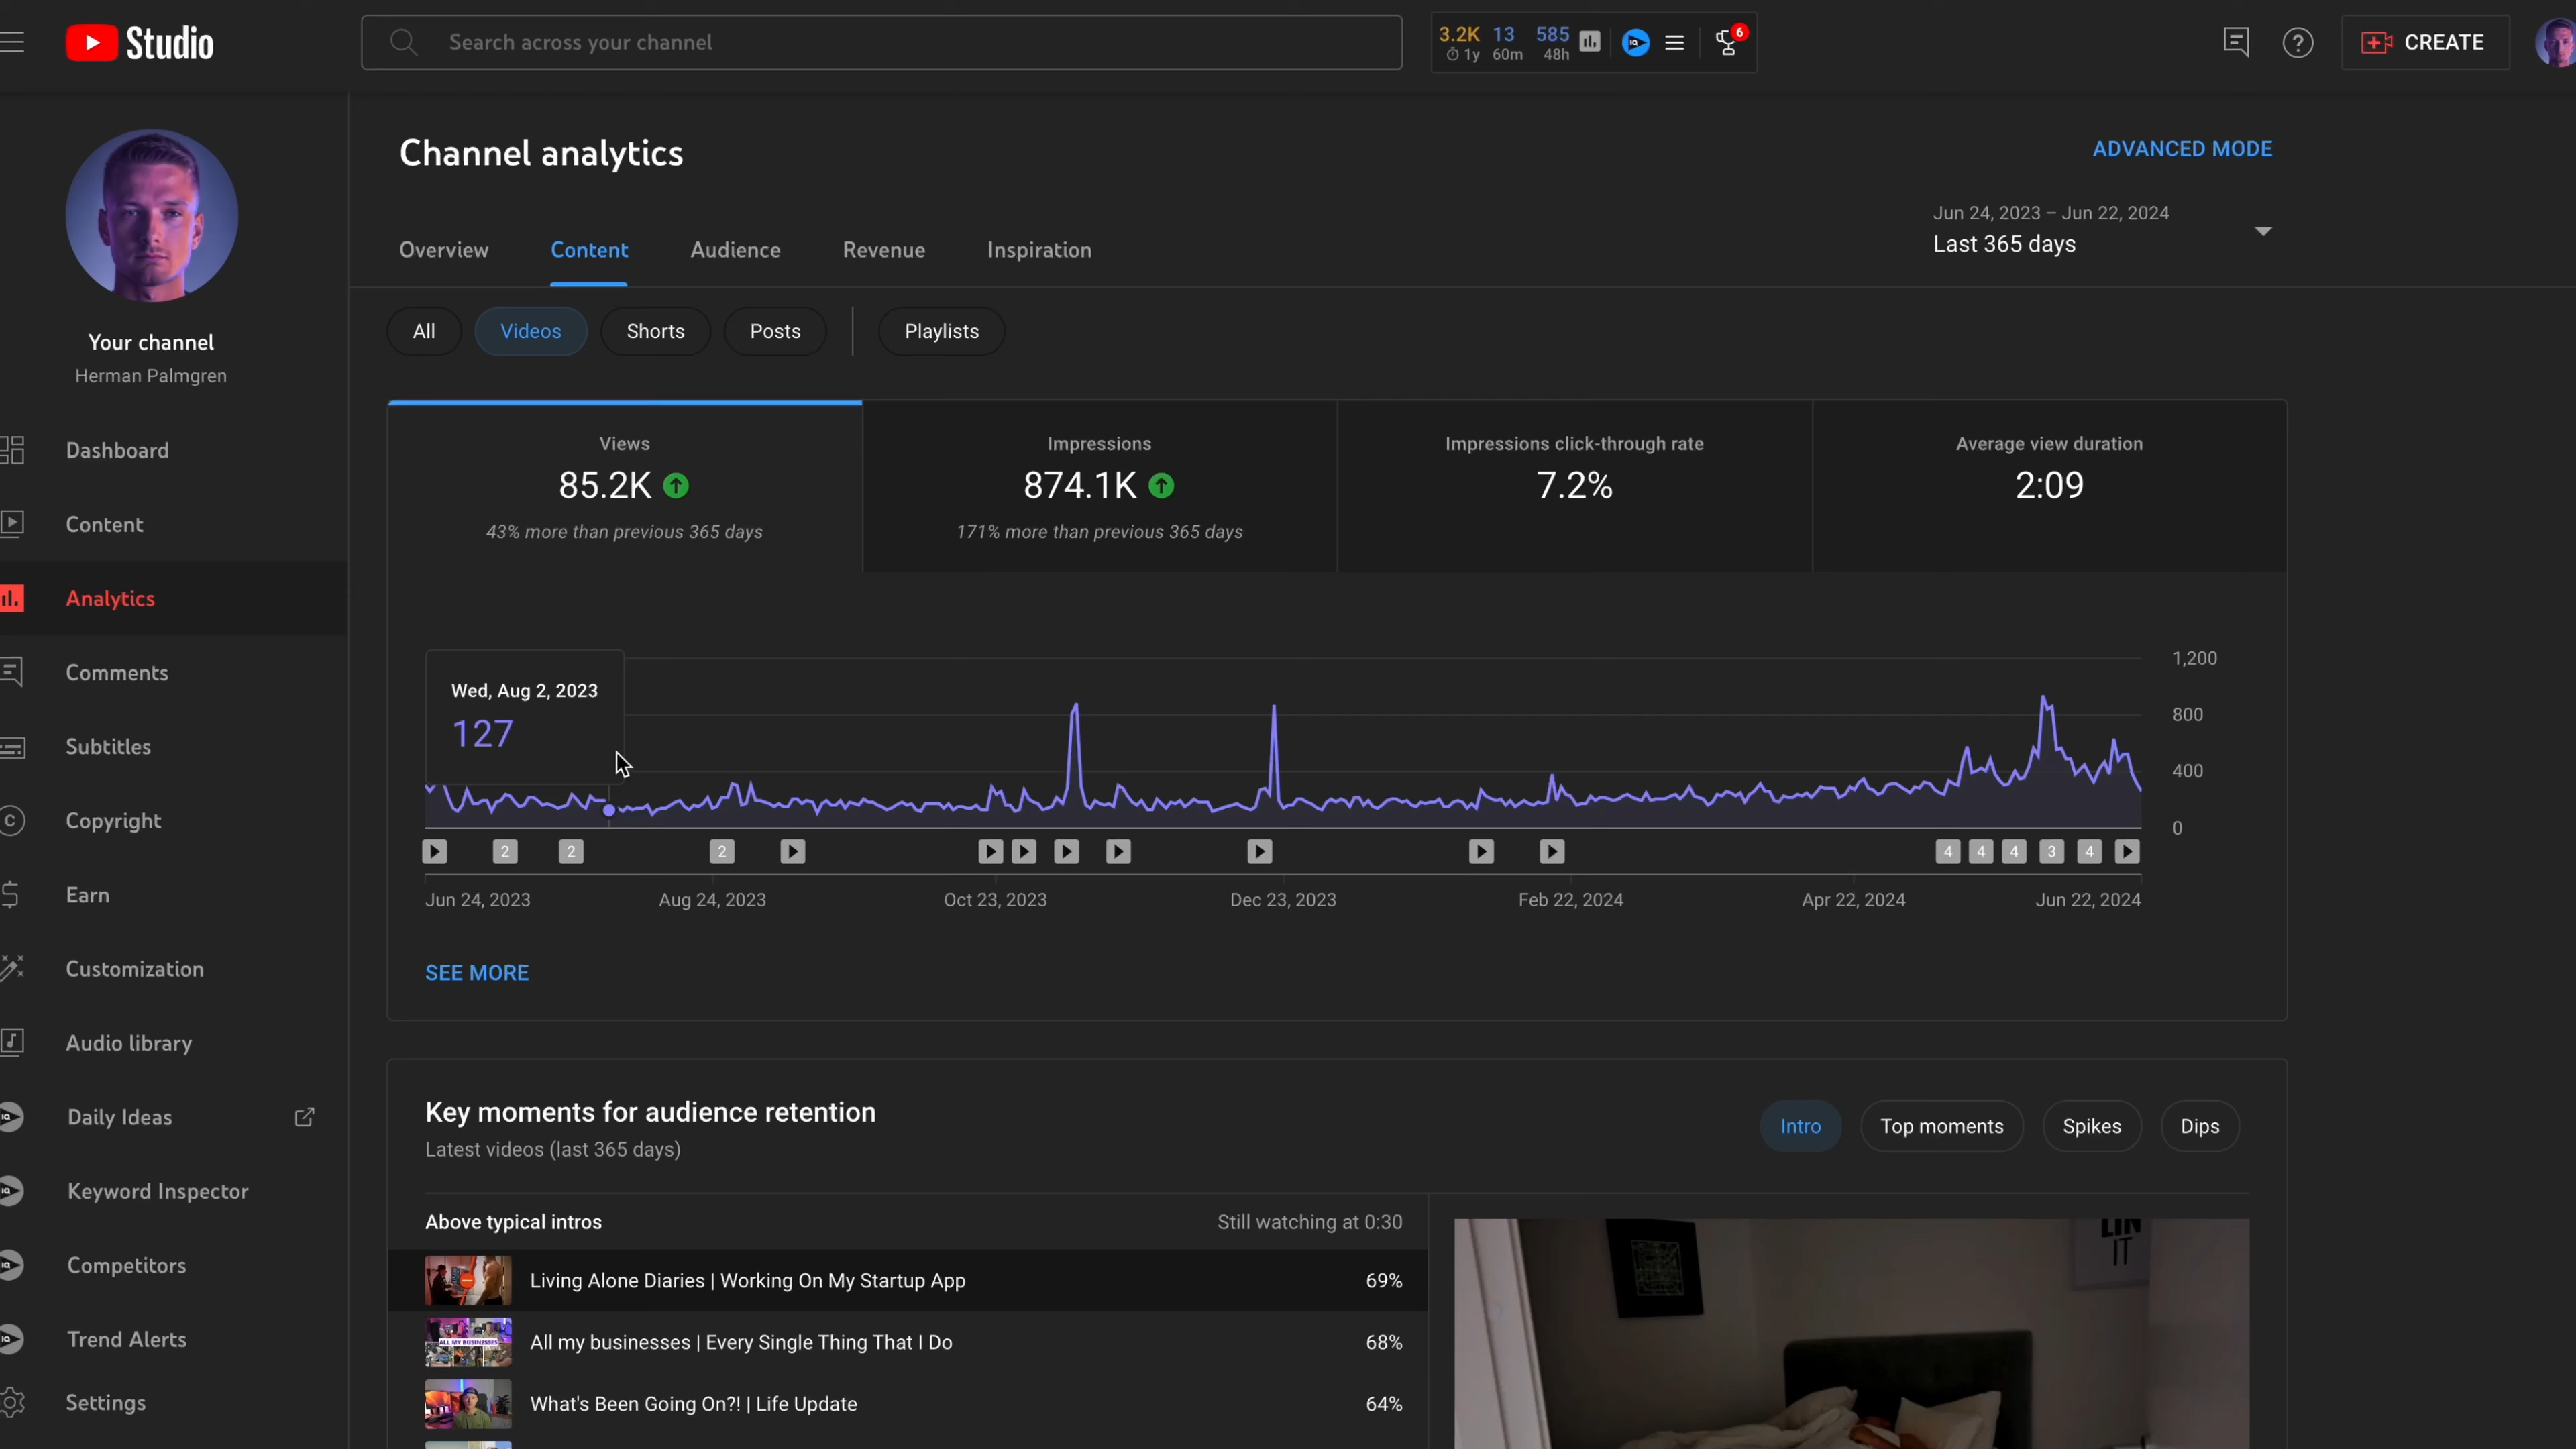 Studio
Search across your channel
3.2K 13 585
1y 60m 48h
IQ
6
?
CREATE
Channel analytics
ADVANCED MODE
Jun 24, 2023 – Jun 22, 2024
Last 365 days
Overview Content Audience Revenue Inspiration
All Videos Shorts Posts Playlists
Your channel
Herman Palmgren
Dashboard
Content
Analytics
Comments
Subtitles
Copyright
Earn
Customization
Audio library
Daily Ideas
Keyword Inspector
Competitors
Trend Alerts
Settings
Views
85.2K
43% more than previous 365 days
Impressions
874.1K
171% more than previous 365 days
Impressions click-through rate
7.2%
Average view duration
2:09
Wed, Aug 2, 2023
127
1,200
800
400
0
2 2 2 4 4 4 3 4
Jun 24, 2023 Aug 24, 2023 Oct 23, 2023 Dec 23, 2023 Feb 22, 2024 Apr 22, 2024 Jun 22, 2024
SEE MORE
Key moments for audience retention
Latest videos (last 365 days)
Intro Top moments Spikes Dips
Above typical intros Still watching at 0:30
Living Alone Diaries | Working On My Startup App 69%
ALL MY BUSINESSES
All my businesses | Every Single Thing That I Do 68%
What's Been Going On?! | Life Update 64%
IT